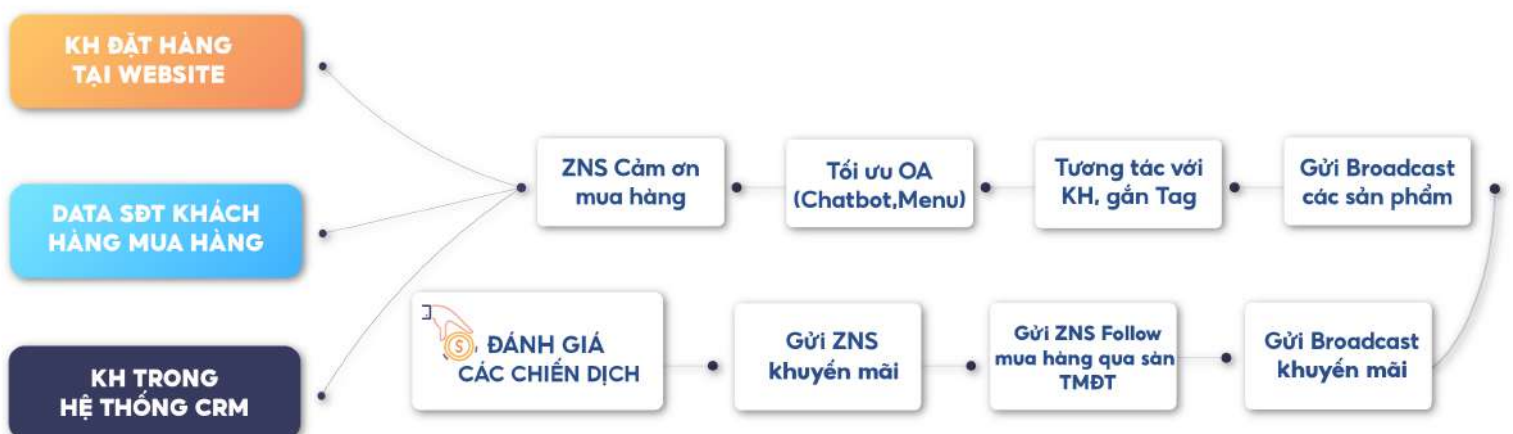 KH ĐẶT HÀNG
TẠI WEBSITE
DATA SĐT KHÁCH
HÀNG MUA HÀNG
KH TRONG
HỆ THỐNG CRM
ZNS Cảm ơn
mua hàng
Tối ưu OA
(Chatbot,Menu)
Tương tác với
KH, gắn Tag
Gửi Broadcast
các sản phẩm
ĐÁNH GIÁ
CÁC CHIẾN DỊCH
Gửi ZNS
khuyến mãi
Gửi ZNS Follow
mua hàng qua sàn
TMĐT
Gửi Broadcast
khuyến mãi